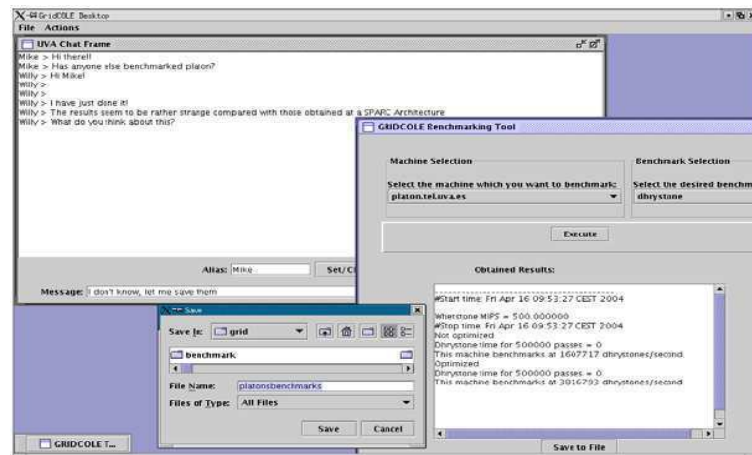 GridCOLE Desktop
File Actions
UVA Chat Frame
Mike > Hi there!!
Mike > Has anyone else benchmarked platon?
Willy > Hi Mike!
Willy >
Willy >
Willy > I have just done it!
Willy > The results seem to be rather strange compared with those obtained at a SPARC Architecture
Willy > What do you think about this?
Alias: Mike
Set/Cl
Message: I don't know, let me save them
GRIDCOLE Benchmarking Tool
Machine Selection
Select the machine which you want to benchmark:
platon.tel.uva.es
Benchmark Selection
Select the desired benchm
dhrystone
Execute
Obtained Results:
#Start time: Fri Apr 16 09:53:27 CEST 2004
Whetstone MIPS = 500.000000
#Stop time: Fri Apr 16 09:53:27 CEST 2004
Not optimized
Dhrystone time for 500000 passes = 0
This machine benchmarks at 1607717 dhrystones/second
Optimized
Dhrystone time for 500000 passes = 0
This machine benchmarks at 3816793 dhrystones/second
Save to File
Save
Save In: grid
benchmark
File Name: platonsbenchmarks
Files of Type: All Files
Save Cancel
GRIDCOLE T...